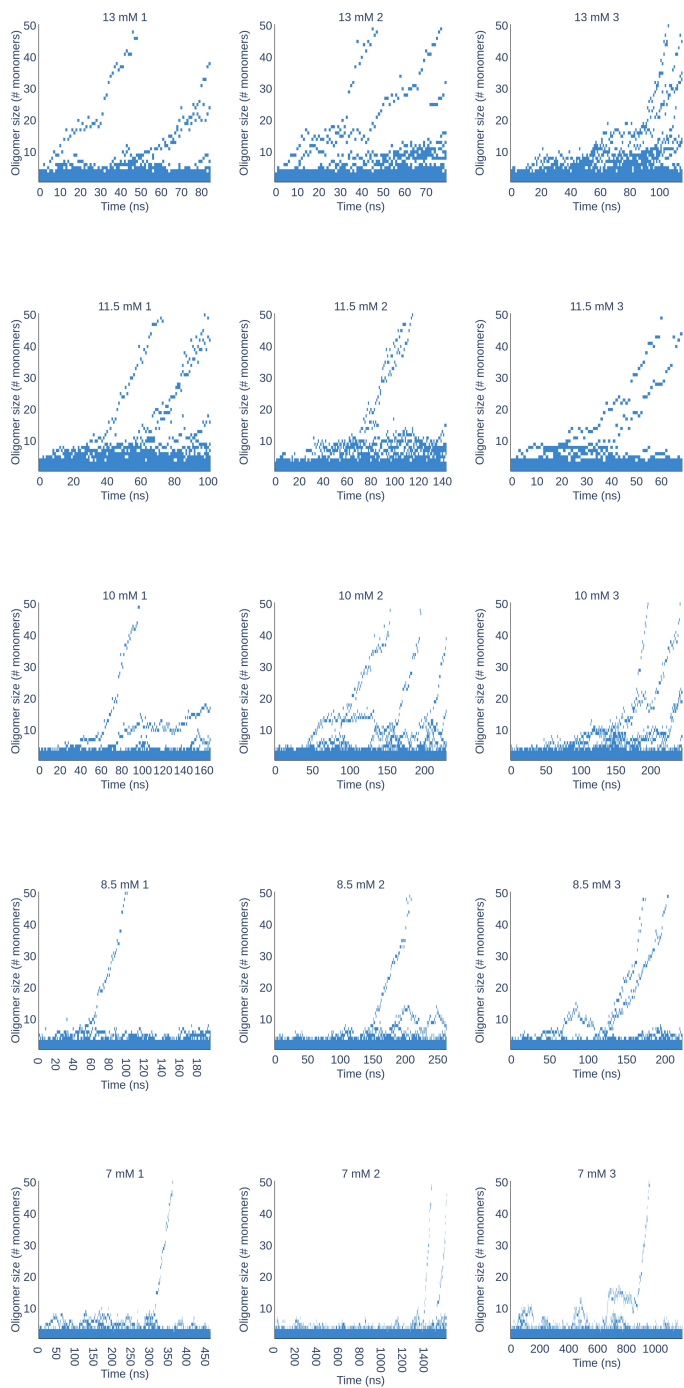 13 mM 1 13 mM 2 13 mM 3
Oligomer size (# monomers) Oligomer size (# monomers) Oligomer size (# monomers)
50 50 50
40 40 40
30 30 30
20 20 20
10 10 10
0 10 20 30 40 50 60 70 80 0 10 20 30 40 50 60 70 0 20 40 60 80 100
Time (ns) Time (ns) Time (ns)
11.5 mM 1 11.5 mM 2 11.5 mM 3
Oligomer size (# monomers) Oligomer size (# monomers) Oligomer size (# monomers)
50 50 50
40 40 40
30 30 30
20 20 20
10 10 10
0 20 40 60 80 100 0 20 40 60 80 100 120 140 0 10 20 30 40 50 60
Time (ns) Time (ns) Time (ns)
10 mM 1 10 mM 2 10 mM 3
Oligomer size (# monomers) Oligomer size (# monomers) Oligomer size (# monomers)
50 50 50
40 40 40
30 30 30
20 20 20
10 10 10
0 20 40 60 80 100 120 140 160 0 50 100 150 200 0 50 100 150 200
Time (ns) Time (ns) Time (ns)
8.5 mM 1 8.5 mM 2 8.5 mM 3
Oligomer size (# monomers) Oligomer size (# monomers) Oligomer size (# monomers)
50 50 50
40 40 40
30 30 30
20 20 20
10 10 10
0 20 40 60 80 100 120 140 160 180 0 50 100 150 200 250 0 50 100 150 200
Time (ns) Time (ns) Time (ns)
7 mM 1 7 mM 2 7 mM 3
Oligomer size (# monomers) Oligomer size (# monomers) Oligomer size (# monomers)
50 50 50
40 40 40
30 30 30
20 20 20
10 10 10
0 50 100 150 200 250 300 350 400 450 0 200 400 600 800 1000 1200 1400 0 200 400 600 800 1000
Time (ns) Time (ns) Time (ns)